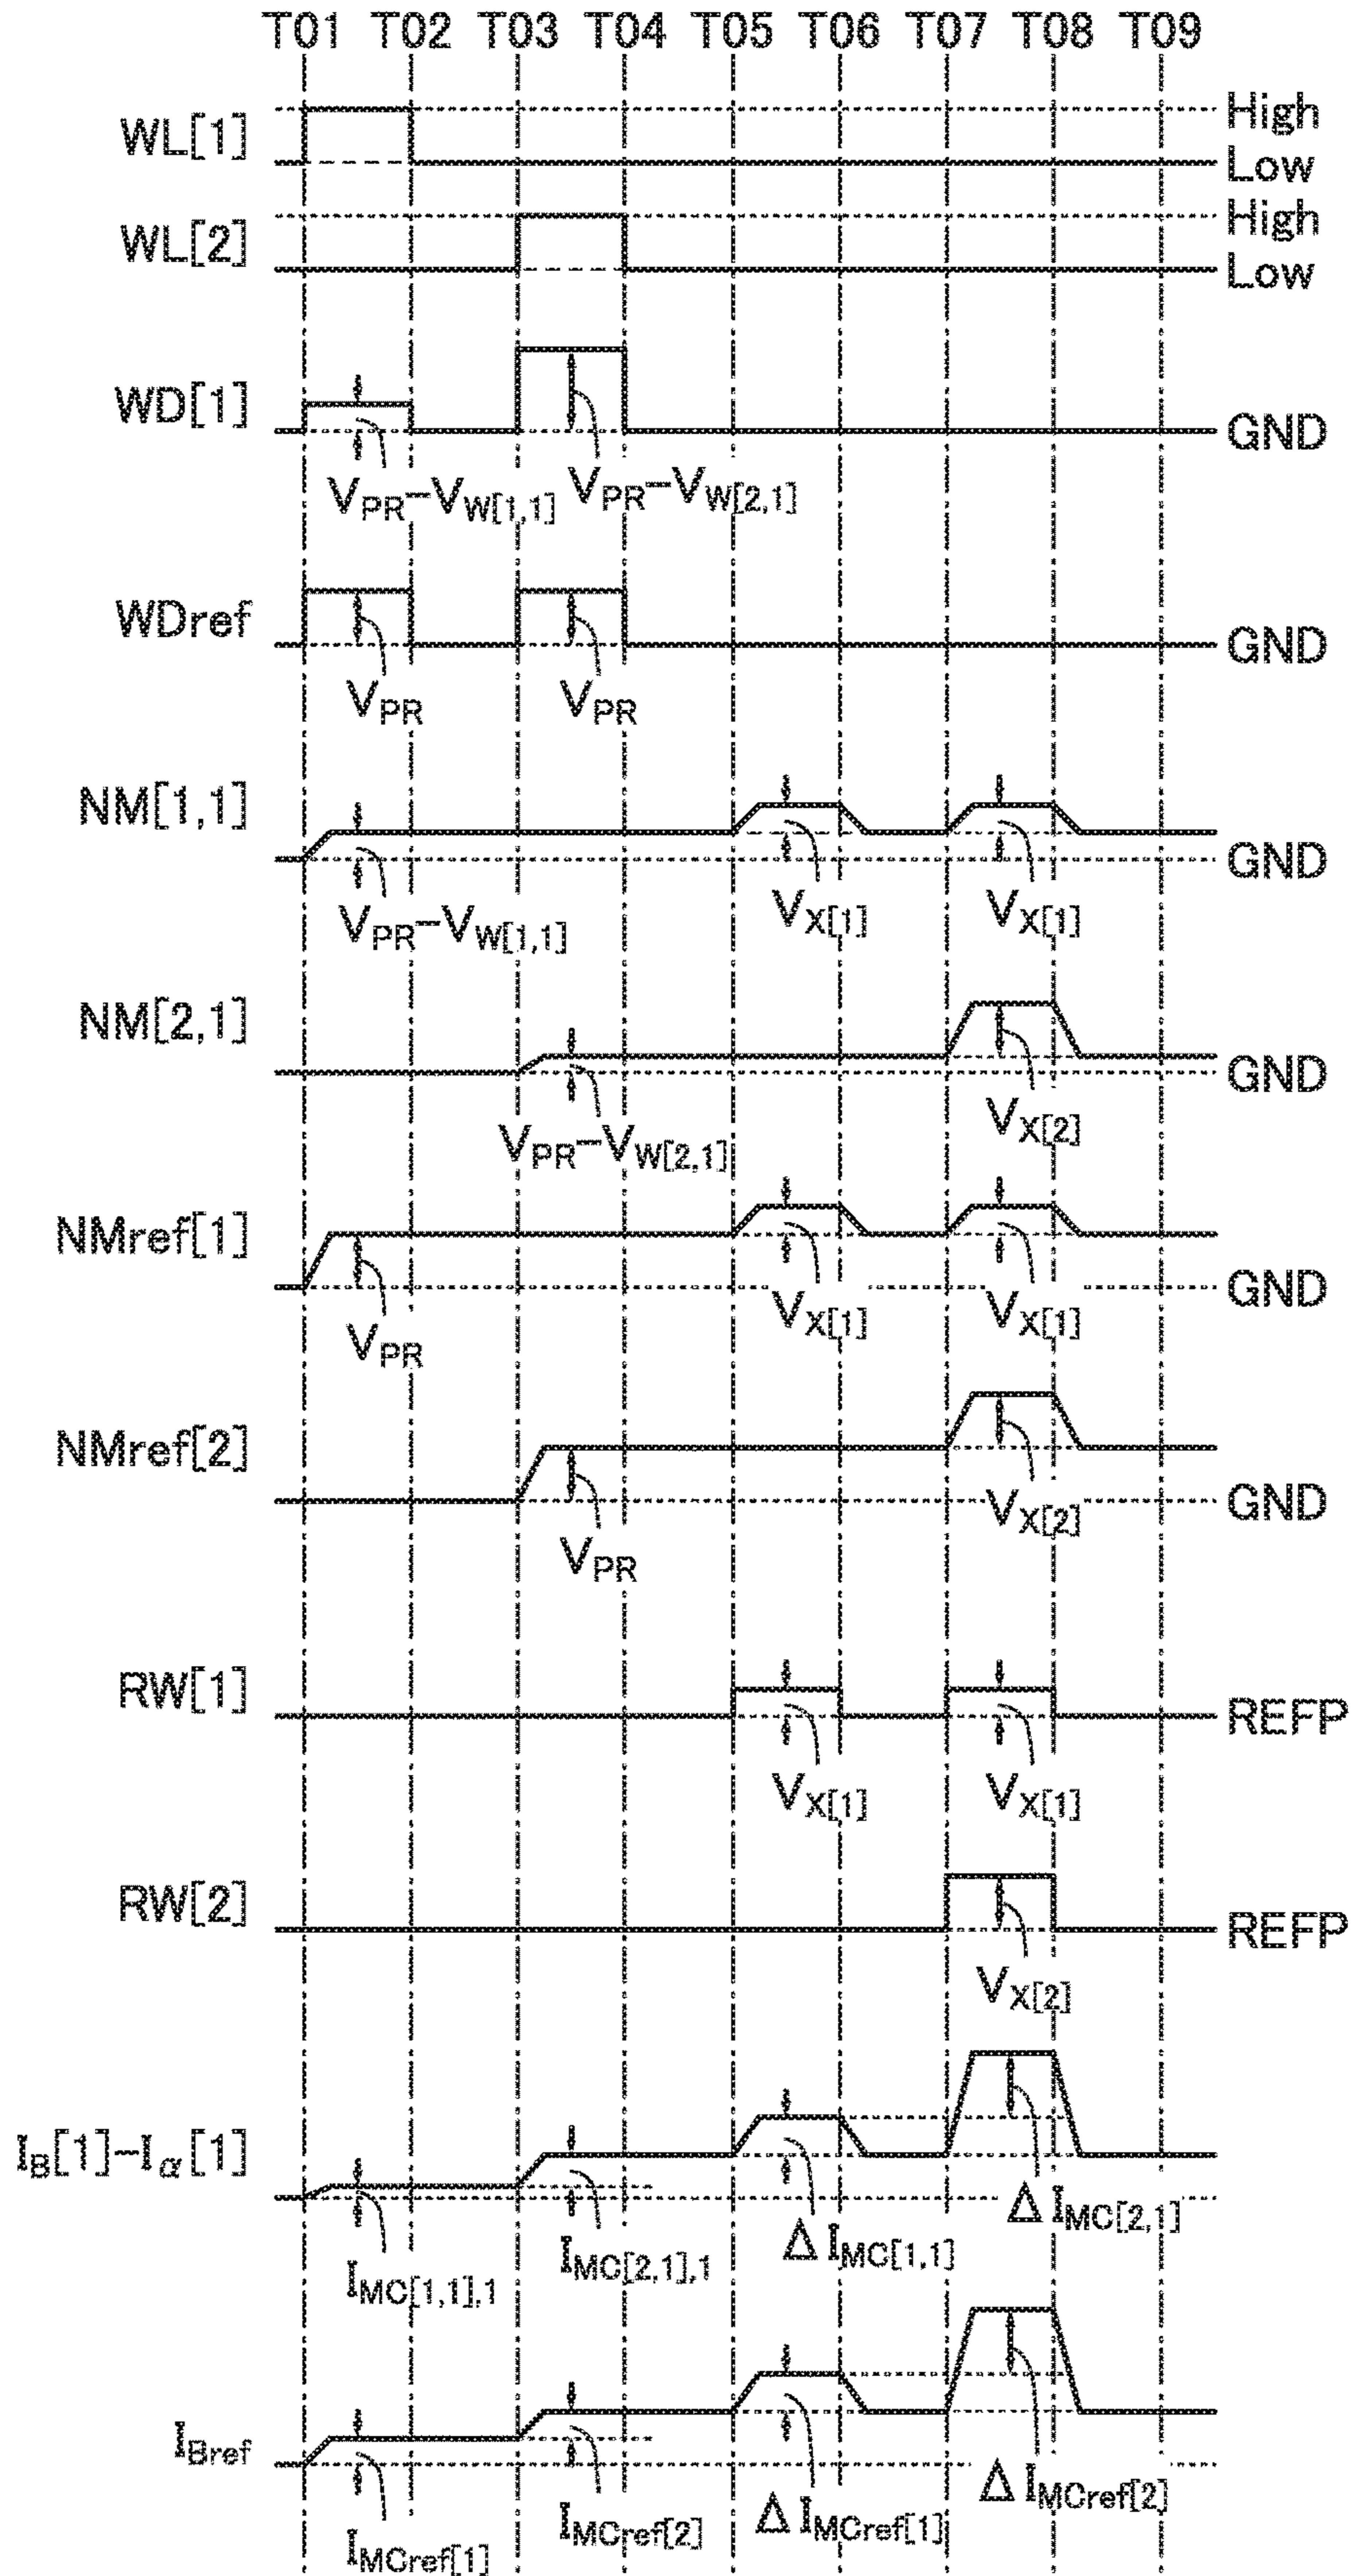 T01 T02 T03 T04 T05 T06 T07 T08 T09
WL[1] High
Low
WL[2] High
Low
WD[1] GND
VPR−VW[1,1] VPR−VW[2,1]
WDref GND
VPR VPR
NM[1,1] GND
VX[1] VX[1]
VPR−VW[1,1]
NM[2,1] GND
VX[2]
VPR−VW[2,1]
NMref[1] GND
VX[1] VX[1]
VPR
NMref[2] GND
VX[2]
VPR
RW[1] REFP
VX[1] VX[1]
RW[2] REFP
VX[2]
IB[1]−Iα[1]
ΔIMC[2,1]
ΔIMC[1,1]
IMC[2,1],1
IMC[1,1],1
IBref
ΔIMCref[2]
ΔIMCref[1]
IMCref[2]
IMCref[1]